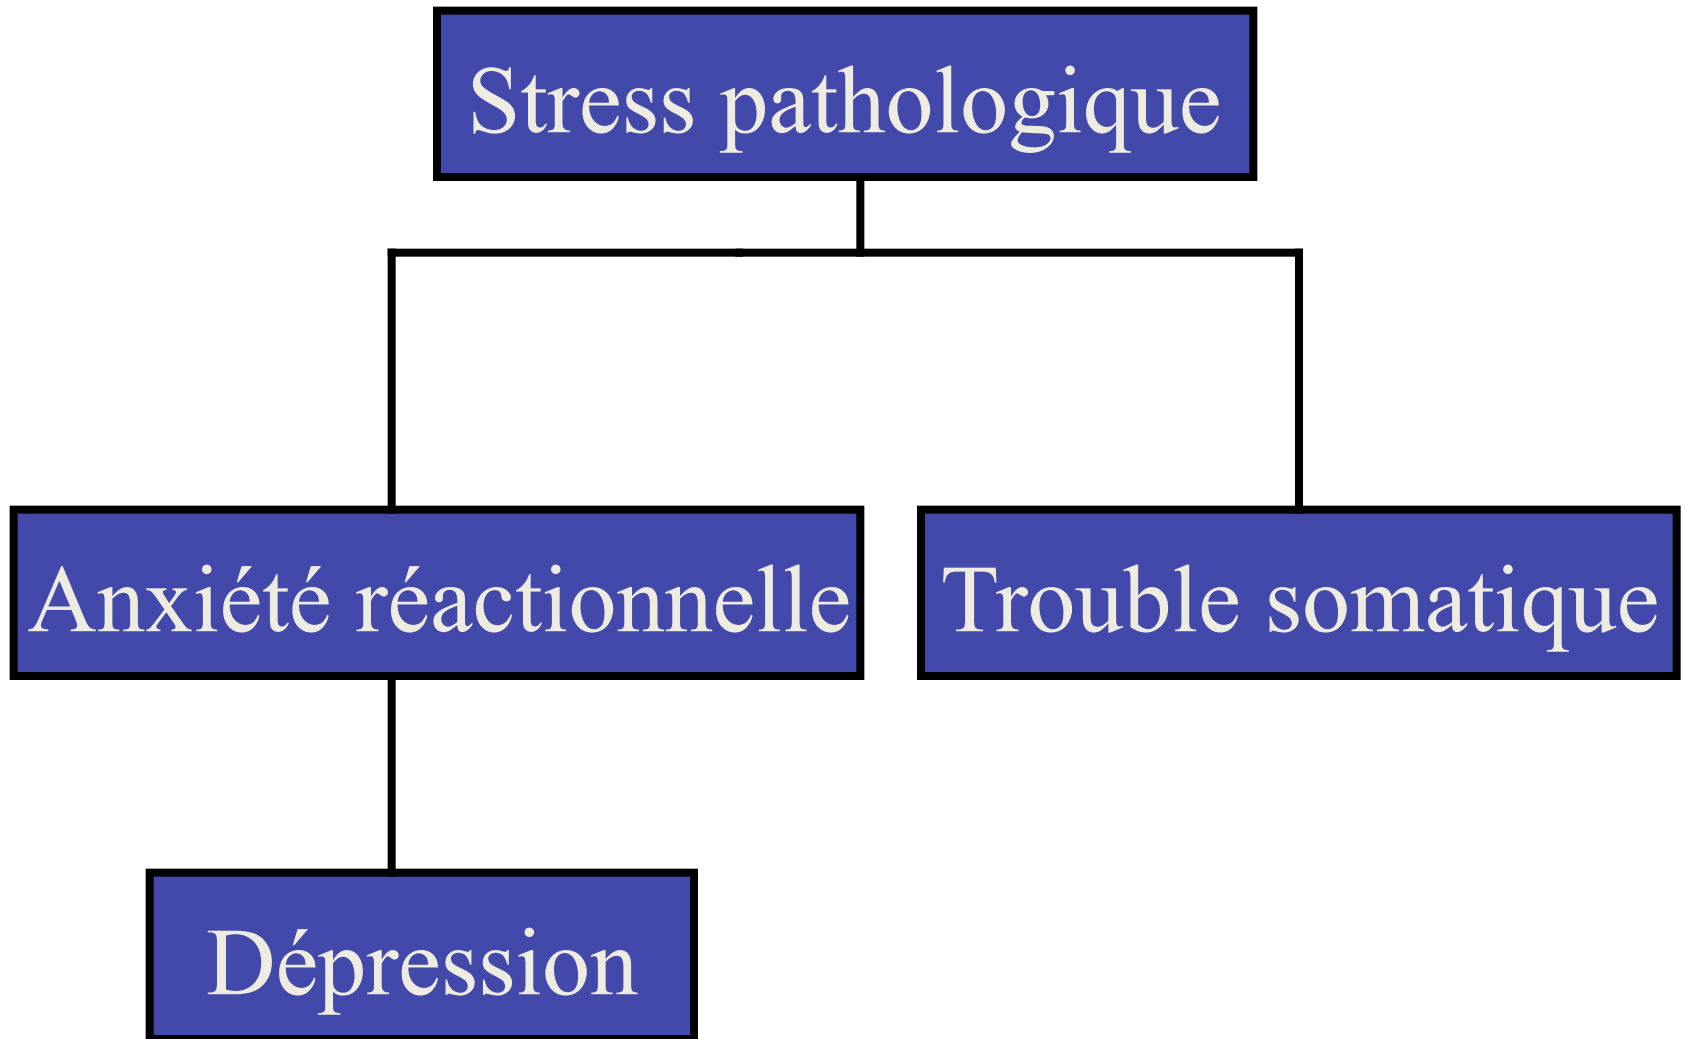 Stress pathologique
Anxiété réactionnelle
Trouble somatique
Dépression